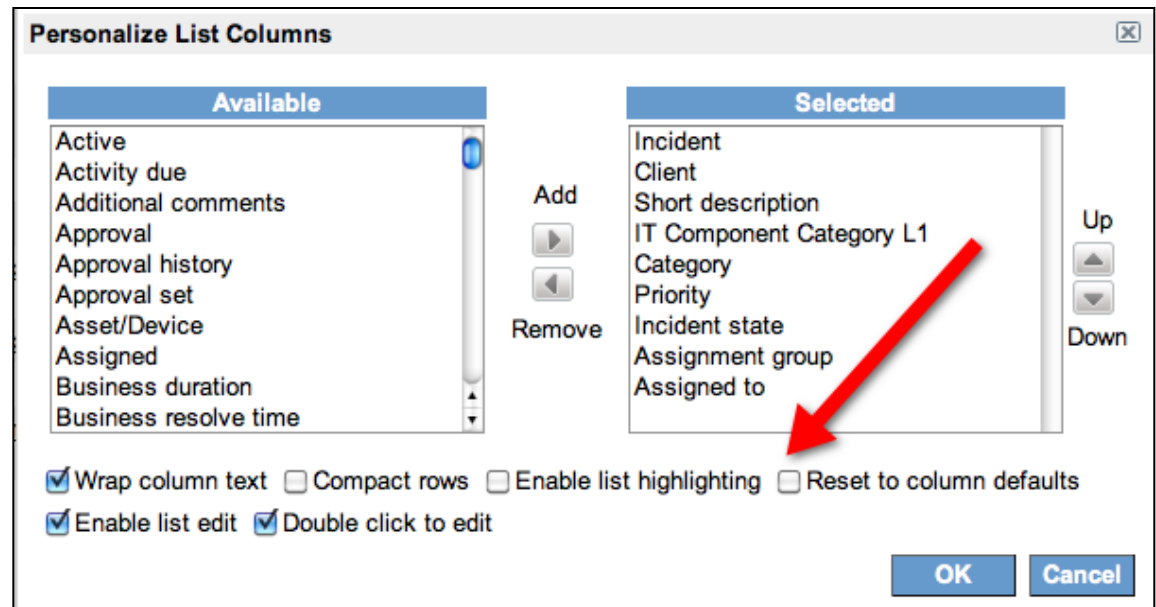 Personalize List Columns
Available
Active
Activity due
Additional comments
Approval
Approval history
Approval set
Asset/Device
Assigned
Business duration
Business resolve time
Add
Remove
Selected
Incident
Client
Short description
IT Component Category L1
Category
Priority
Incident state
Assignment group
Assigned to
Up
Down
Wrap column text Compact rows Enable list highlighting Reset to column defaults
Enable list edit Double click to edit
OK Cancel